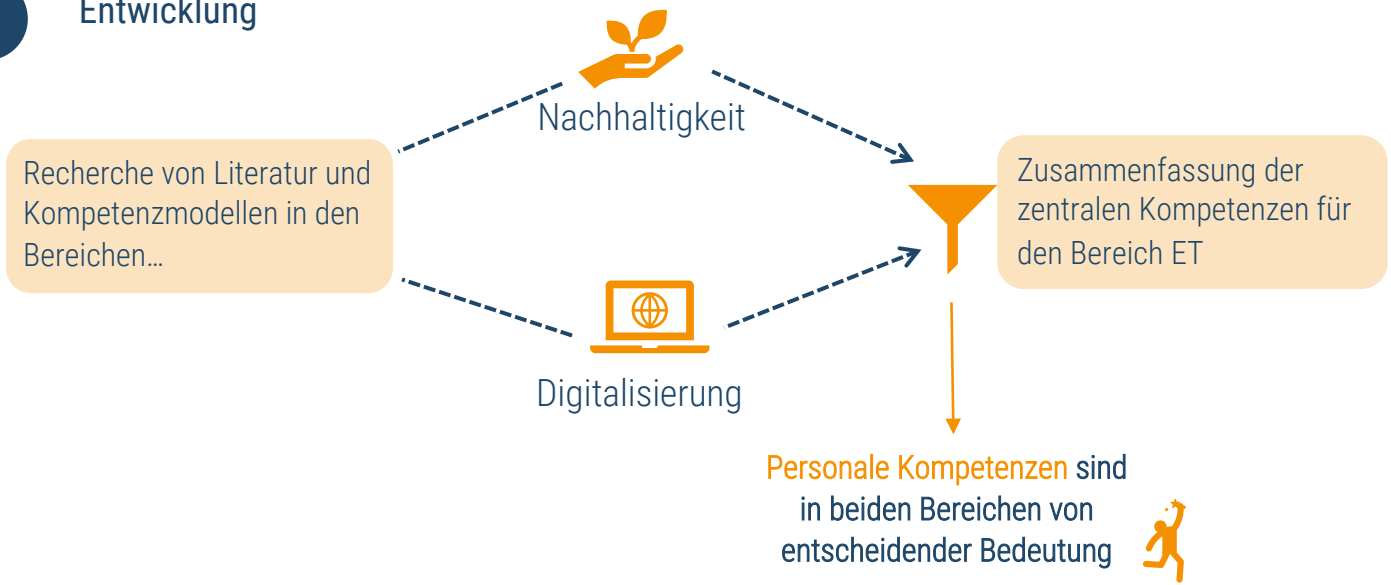 Entwicklung
Nachhaltigkeit
Recherche von Literatur und
Kompetenzmodellen in den
Bereichen…
Zusammenfassung der
zentralen Kompetenzen für
den Bereich ET
Digitalisierung
Personale Kompetenzen sind
in beiden Bereichen von
entscheidender Bedeutung